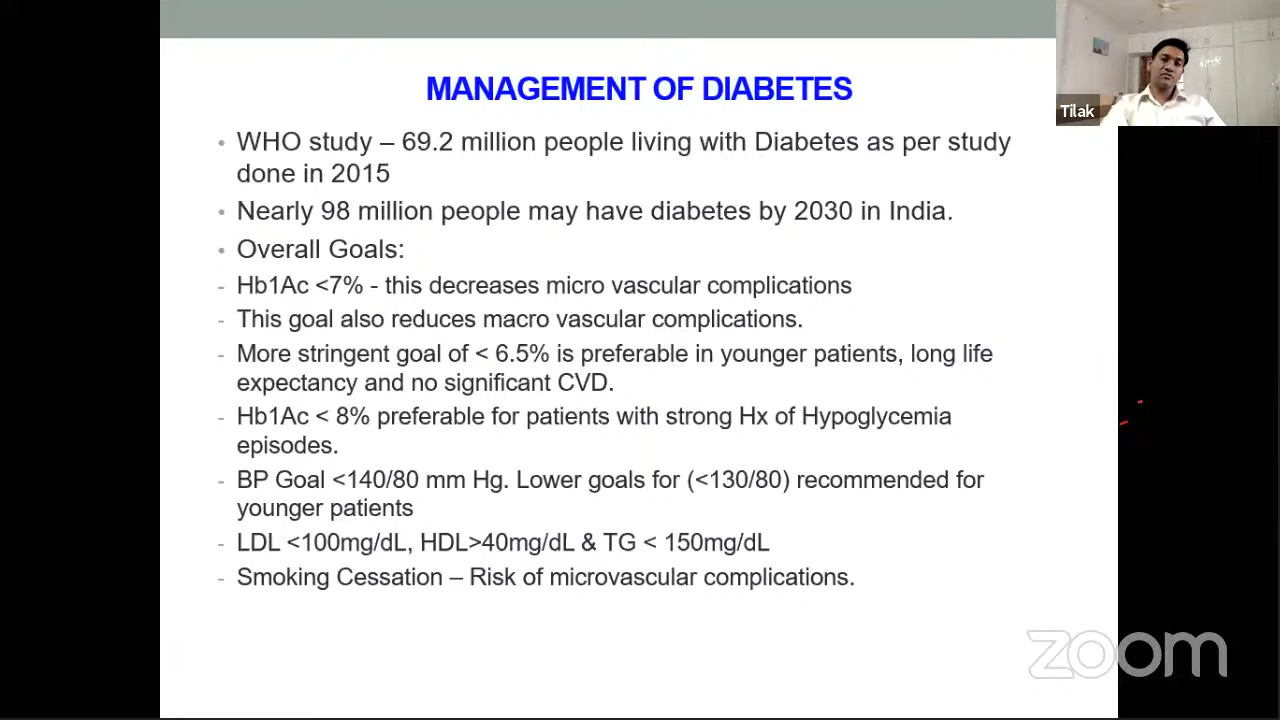 MANAGEMENT OF DIABETES
• WHO study – 69.2 million people living with Diabetes as per study
done in 2015
• Nearly 98 million people may have diabetes by 2030 in India.
• Overall Goals:
- Hb1Ac <7% - this decreases micro vascular complications
- This goal also reduces macro vascular complications.
- More stringent goal of < 6.5% is preferable in younger patients, long life
expectancy and no significant CVD.
- Hb1Ac < 8% preferable for patients with strong Hx of Hypoglycemia
episodes.
- BP Goal <140/80 mm Hg. Lower goals for (<130/80) recommended for
younger patients
- LDL <100mg/dL, HDL>40mg/dL & TG < 150mg/dL
- Smoking Cessation – Risk of microvascular complications.
Tilak
zoom